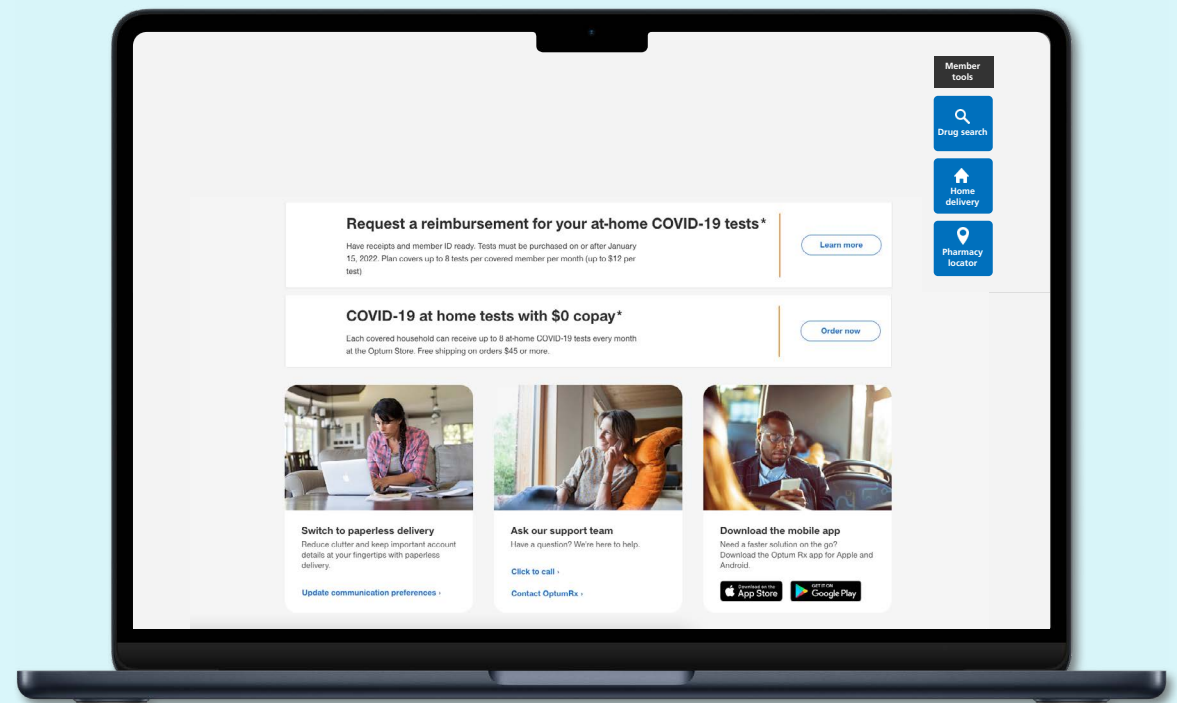 Member
tools
Drug search
Home
delivery
Pharmacy
locator
Request a reimbursement for your at-home COVID-19 tests*
Have receipts and member ID ready. Tests must be purchased on or after January
15, 2022. Plan covers up to 8 tests per covered member per month (up to $12 per
test)
Learn more
COVID-19 at home tests with $0 copay*
Each covered household can receive up to 8 at-home COVID-19 tests every month
at the Optum Store. Free shipping on orders $45 or more.
Order now
Switch to paperless delivery
Reduce clutter and keep important account
details at your fingertips with paperless
delivery.
Update communication preferences ›
Ask our support team
Have a question? We're here to help.
Click to call ›
Contact OptumRx ›
Download the mobile app
Need a faster solution on the go?
Download the Optum Rx app for Apple and
Android.
Download on the
App Store
GET IT ON
Google Play